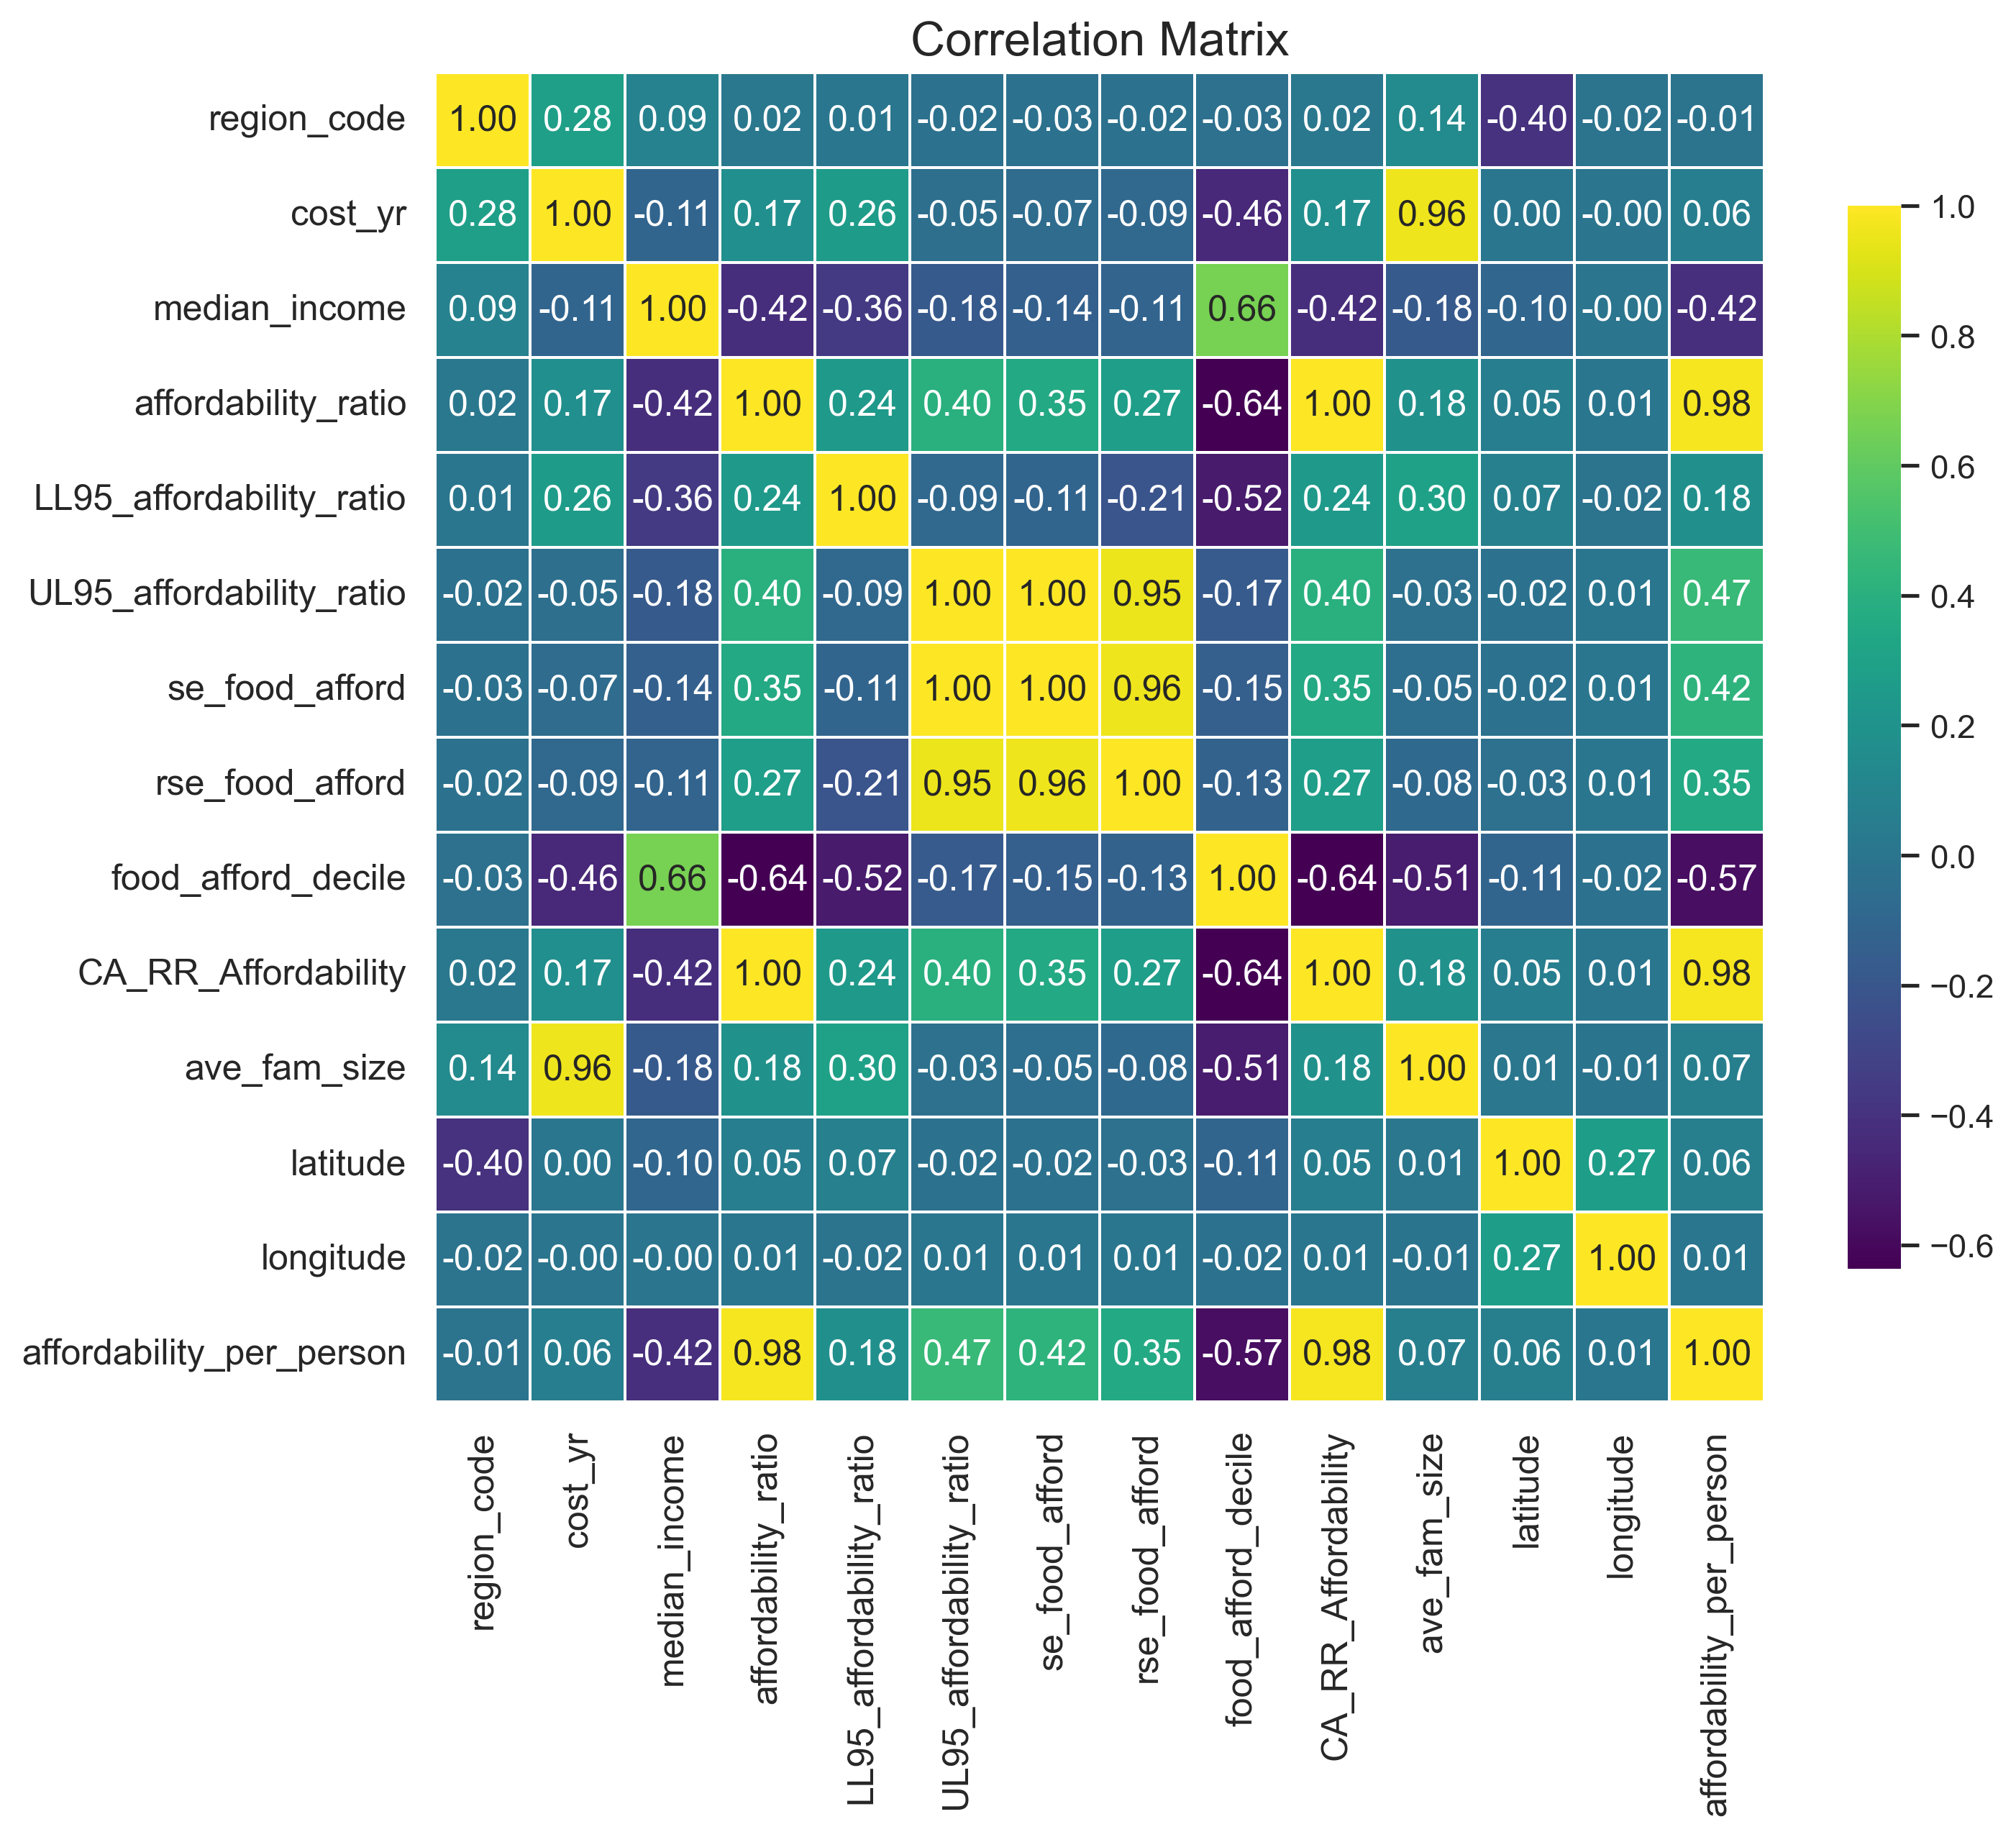 Correlation Matrix
region_code 1.00 0.28 0.09 0.02 0.01 -0.02 -0.03 -0.02 -0.03 0.02 0.14 -0.40 -0.02 -0.01
cost_yr 0.28 1.00 -0.11 0.17 0.26 -0.05 -0.07 -0.09 -0.46 0.17 0.96 0.00 -0.00 0.06
median_income 0.09 -0.11 1.00 -0.42 -0.36 -0.18 -0.14 -0.11 0.66 -0.42 -0.18 -0.10 -0.00 -0.42
affordability_ratio 0.02 0.17 -0.42 1.00 0.24 0.40 0.35 0.27 -0.64 1.00 0.18 0.05 0.01 0.98
LL95_affordability_ratio 0.01 0.26 -0.36 0.24 1.00 -0.09 -0.11 -0.21 -0.52 0.24 0.30 0.07 -0.02 0.18
UL95_affordability_ratio -0.02 -0.05 -0.18 0.40 -0.09 1.00 1.00 0.95 -0.17 0.40 -0.03 -0.02 0.01 0.47
se_food_afford -0.03 -0.07 -0.14 0.35 -0.11 1.00 1.00 0.96 -0.15 0.35 -0.05 -0.02 0.01 0.42
rse_food_afford -0.02 -0.09 -0.11 0.27 -0.21 0.95 0.96 1.00 -0.13 0.27 -0.08 -0.03 0.01 0.35
food_afford_decile -0.03 -0.46 0.66 -0.64 -0.52 -0.17 -0.15 -0.13 1.00 -0.64 -0.51 -0.11 -0.02 -0.57
CA_RR_Affordability 0.02 0.17 -0.42 1.00 0.24 0.40 0.35 0.27 -0.64 1.00 0.18 0.05 0.01 0.98
ave_fam_size 0.14 0.96 -0.18 0.18 0.30 -0.03 -0.05 -0.08 -0.51 0.18 1.00 0.01 -0.01 0.07
latitude -0.40 0.00 -0.10 0.05 0.07 -0.02 -0.02 -0.03 -0.11 0.05 0.01 1.00 0.27 0.06
longitude -0.02 -0.00 -0.00 0.01 -0.02 0.01 0.01 0.01 -0.02 0.01 -0.01 0.27 1.00 0.01
affordability_per_person -0.01 0.06 -0.42 0.98 0.18 0.47 0.42 0.35 -0.57 0.98 0.07 0.06 0.01 1.00
region_code
cost_yr
median_income
affordability_ratio
LL95_affordability_ratio
UL95_affordability_ratio
se_food_afford
rse_food_afford
food_afford_decile
CA_RR_Affordability
ave_fam_size
latitude
longitude
affordability_per_person
1.0
0.8
0.6
0.4
0.2
0.0
−0.2
−0.4
−0.6